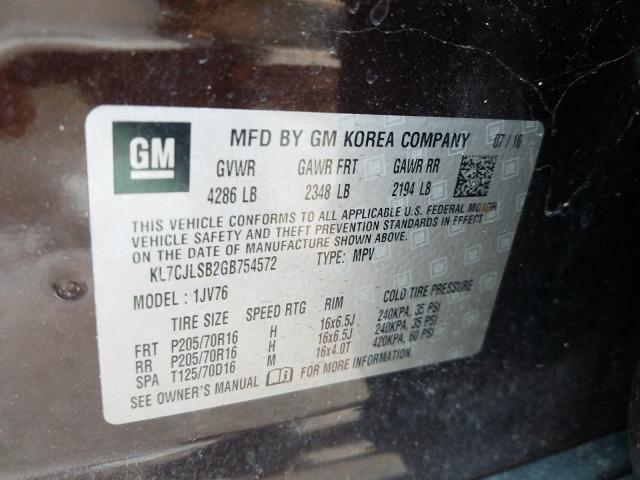 GM
MFD BY GM KOREA COMPANY 07/16
GVWR GAWR FRT GAWR RR
4286 LB 2348 LB 2194 LB
THIS VEHICLE CONFORMS TO ALL APPLICABLE U.S. FEDERAL MOTOR
VEHICLE SAFETY AND THEFT PREVENTION STANDARDS IN EFFECT
ON THE DATE OF MANUFACTURE SHOWN ABOVE.
KL7CJLSB2GB754572 TYPE: MPV
MODEL : 1JV76
TIRE SIZE SPEED RTG RIM COLD TIRE PRESSURE
FRT P205/70R16 H 16x6.5J 240KPA, 35 PSI
RR P205/70R16 H 16x6.5J 240KPA, 35 PSI
SPA T125/70D16 M 16x4.0T 420KPA, 60 PSI
SEE OWNER'S MANUAL FOR MORE INFORMATION.